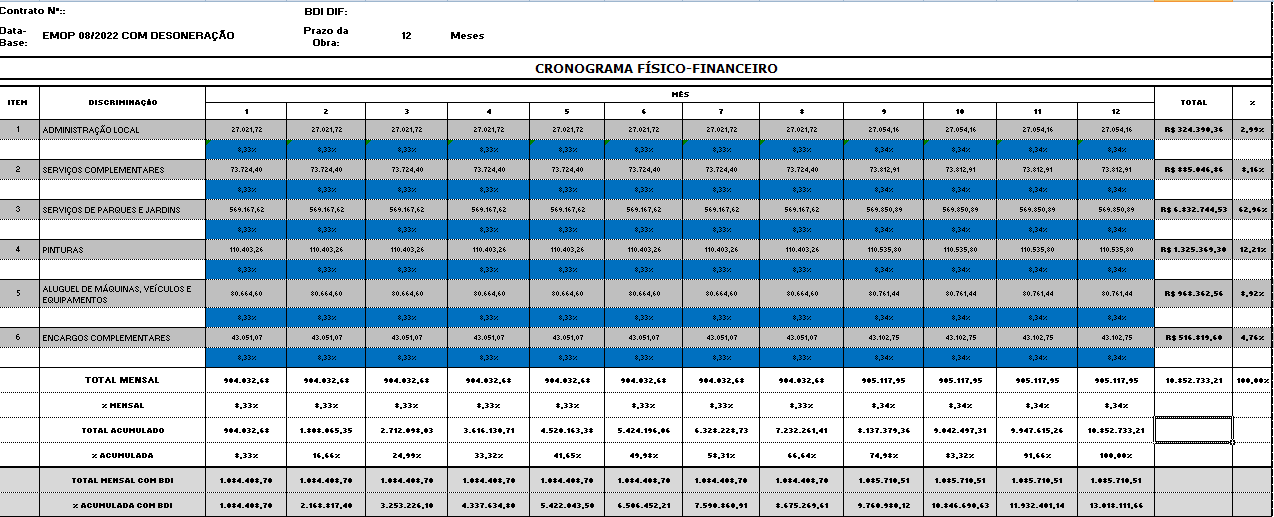 Contrato Nº:: BDI DIF:
Data-Base: EMOP 08/2022 COM DESONERAÇÃO Prazo da Obra: 12 Meses
CRONOGRAMA FÍSICO-FINANCEIRO
ITEM DISCRIMINAÇÃO MÊS TOTAL %
1 2 3 4 5 6 7 8 9 10 11 12
1 ADMINISTRAÇÃO LOCAL 27.021,72 27.021,72 27.021,72 27.021,72 27.021,72 27.021,72 27.021,72 27.021,72 27.054,16 27.054,16 27.054,16 27.054,16 R$ 324.390,36 2,99%
8,33% 8,33% 8,33% 8,33% 8,33% 8,33% 8,33% 8,33% 8,34% 8,34% 8,34% 8,34%
2 SERVIÇOS COMPLEMENTARES 73.724,40 73.724,40 73.724,40 73.724,40 73.724,40 73.724,40 73.724,40 73.724,40 73.812,91 73.812,91 73.812,91 73.812,91 R$ 885.046,86 8,16%
8,33% 8,33% 8,33% 8,33% 8,33% 8,33% 8,33% 8,33% 8,34% 8,34% 8,34% 8,34%
3 SERVIÇOS DE PARQUES E JARDINS 569.167,62 569.167,62 569.167,62 569.167,62 569.167,62 569.167,62 569.167,62 569.167,62 569.850,89 569.850,89 569.850,89 569.850,89 R$ 6.832.744,53 62,96%
8,33% 8,33% 8,33% 8,33% 8,33% 8,33% 8,33% 8,33% 8,34% 8,34% 8,34% 8,34%
4 PINTURAS 110.403,26 110.403,26 110.403,26 110.403,26 110.403,26 110.403,26 110.403,26 110.403,26 110.535,80 110.535,80 110.535,80 110.535,80 R$ 1.325.369,30 12,21%
8,33% 8,33% 8,33% 8,33% 8,33% 8,33% 8,33% 8,33% 8,34% 8,34% 8,34% 8,34%
5 ALUGUEL DE MÁQUINAS, VEÍCULOS E EQUIPAMENTOS 80.664,60 80.664,60 80.664,60 80.664,60 80.664,60 80.664,60 80.664,60 80.664,60 80.761,44 80.761,44 80.761,44 80.761,44 R$ 968.362,56 8,92%
8,33% 8,33% 8,33% 8,33% 8,33% 8,33% 8,33% 8,33% 8,34% 8,34% 8,34% 8,34%
6 ENCARGOS COMPLEMENTARES 43.051,07 43.051,07 43.051,07 43.051,07 43.051,07 43.051,07 43.051,07 43.051,07 43.102,75 43.102,75 43.102,75 43.102,75 R$ 516.819,60 4,76%
8,33% 8,33% 8,33% 8,33% 8,33% 8,33% 8,33% 8,33% 8,34% 8,34% 8,34% 8,34%
TOTAL MENSAL 904.032,68 904.032,68 904.032,68 904.032,68 904.032,68 904.032,68 904.032,68 904.032,68 905.117,95 905.117,95 905.117,95 905.117,95 10.852.733,21 100,00%
% MENSAL 8,33% 8,33% 8,33% 8,33% 8,33% 8,33% 8,33% 8,33% 8,34% 8,34% 8,34% 8,34%
TOTAL ACUMULADO 904.032,68 1.808.065,35 2.712.098,03 3.616.130,71 4.520.163,38 5.424.196,06 6.328.228,73 7.232.261,41 8.137.379,36 9.042.497,31 9.947.615,26 10.852.733,21
% ACUMULADA 8,33% 16,66% 24,99% 33,32% 41,65% 49,98% 58,31% 66,64% 74,98% 83,32% 91,66% 100,00%
TOTAL MENSAL COM BDI 1.084.408,70 1.084.408,70 1.084.408,70 1.084.408,70 1.084.408,70 1.084.408,70 1.084.408,70 1.084.408,70 1.085.710,51 1.085.710,51 1.085.710,51 1.085.710,51
% ACUMULADA COM BDI 1.084.408,70 2.168.817,40 3.253.226,10 4.337.634,80 5.422.043,50 6.506.452,21 7.590.860,91 8.675.269,61 9.760.980,12 10.846.690,63 11.932.401,14 13.018.111,66